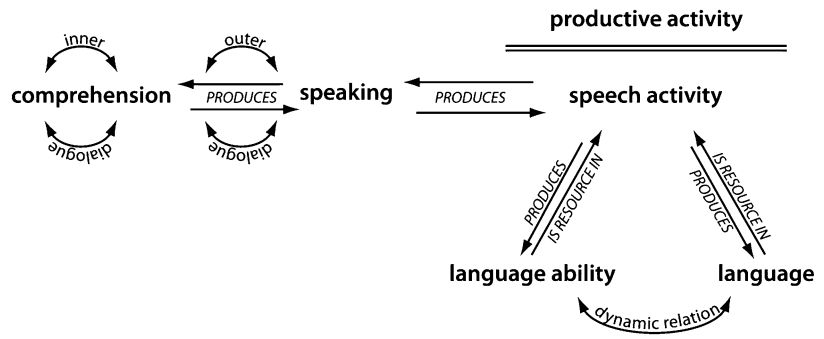 productive activity
inner
outer
comprehension
PRODUCES
speaking
PRODUCES
speech activity
dialogue
dialogue
PRODUCES
IS RESOURCE IN
IS RESOURCE IN
PRODUCES
language ability
language
dynamic relation